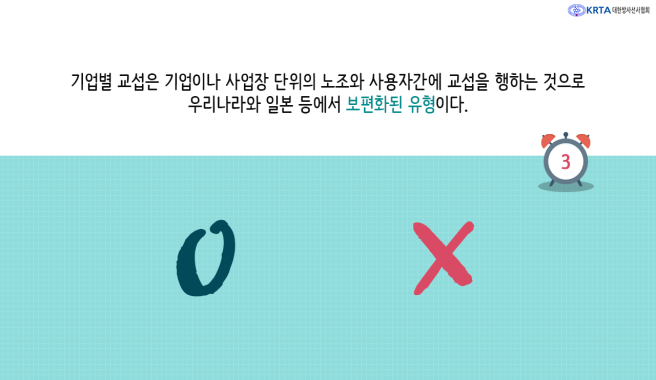 KRTA 대한방사선사협회
기업별 교섭은 기업이나 사업장 단위의 노조와 사용자간에 교섭을 행하는 것으로
우리나라와 일본 등에서 보편화된 유형이다.
3
O X